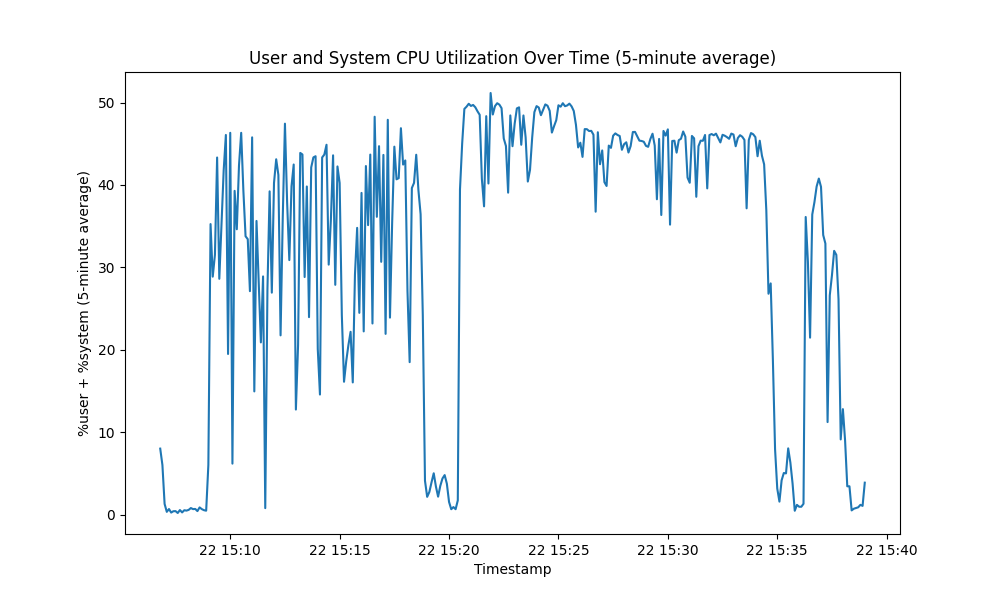 User and System CPU Utilization Over Time (5-minute average)
%user + %system (5-minute average)
50
40
30
20
10
0
22 15:10 22 15:15 22 15:20 22 15:25 22 15:30 22 15:35 22 15:40
Timestamp